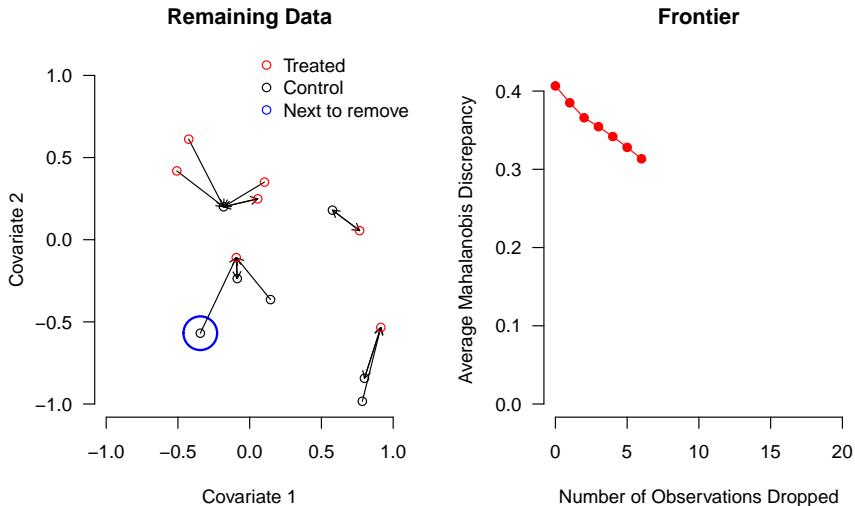 Remaining Data
Treated
Control
Next to remove
1.0
0.5
0.0
−0.5
−1.0
Covariate 2
−1.0 −0.5 0.0 0.5 1.0
Covariate 1
Frontier
0.4
0.3
0.2
0.1
0.0
Average Mahalanobis Discrepancy
0 5 10 15 20
Number of Observations Dropped